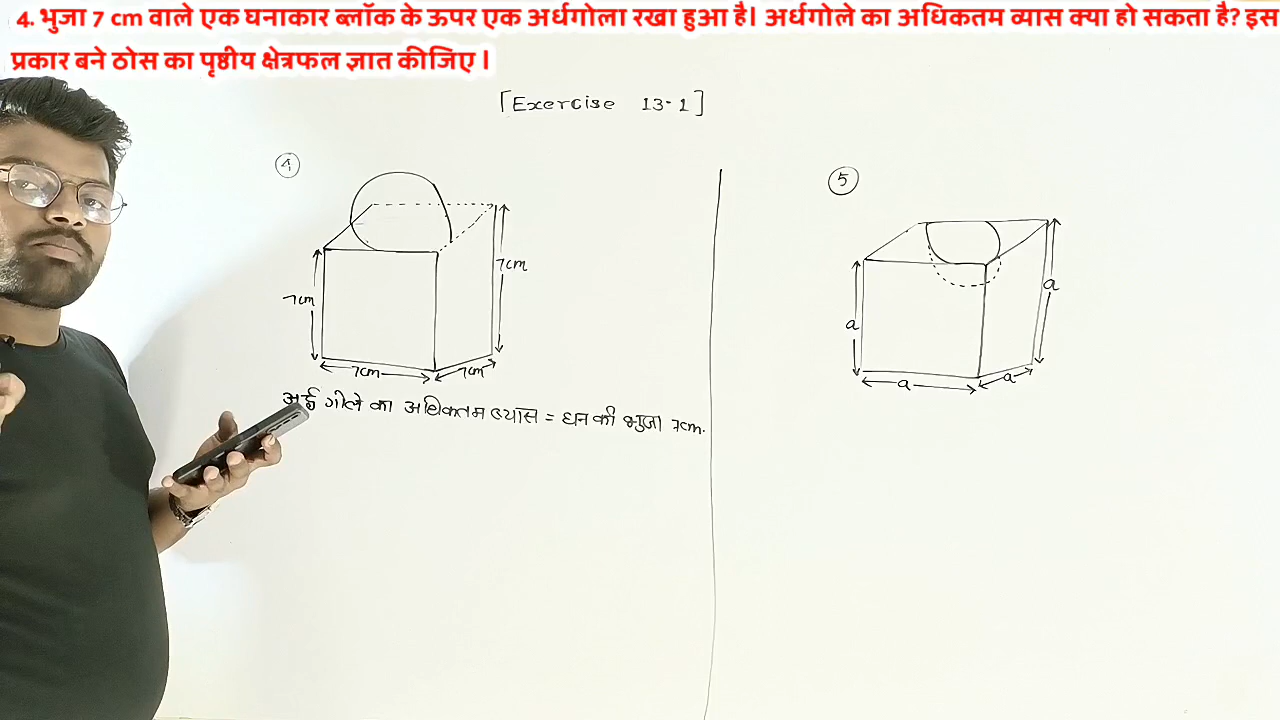 4. भुजा 7 cm वाले एक घनाकार ब्लॉक के ऊपर एक अर्धगोला रखा हुआ है। अर्धगोले का अधिकतम व्यास क्या हो सकता है? इस
प्रकार बने ठोस का पृष्ठीय क्षेत्रफल ज्ञात कीजिए ।
[Exercise 13.1]
4
7cm
7cm
7cm
7cm
अर्द्ध गोले का अधिकतम व्यास = घन की भुजा 7cm.
5
a
a
a
a